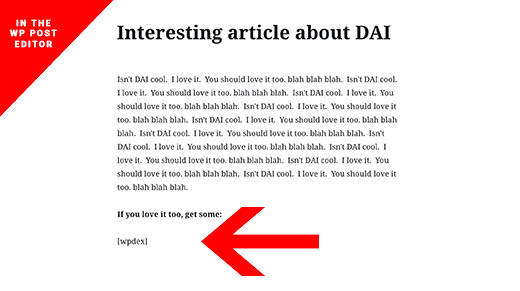 IN THE
WP POST
EDITOR
Interesting article about DAI
Isn't DAI cool.  I love it.  You should love it too. blah blah blah.  Isn't DAI cool.
I love it.  You should love it too. blah blah blah.  Isn't DAI cool.  I love it.  You
should love it too. blah blah blah.  Isn't DAI cool.  I love it.  You should love it
too. blah blah blah.  Isn't DAI cool.  I love it.  You should love it too. blah blah
blah.  Isn't DAI cool.  I love it.  You should love it too. blah blah blah.  Isn't
DAI cool.  I love it.  You should love it too. blah blah blah.  Isn't DAI cool.  I
love it.  You should love it too. blah blah blah.  Isn't DAI cool.  I love it.  You
should love it too. blah blah blah.  Isn't DAI cool.  I love it.  You should love it
too. blah blah blah.
If you love it too, get some:
[wpdex]